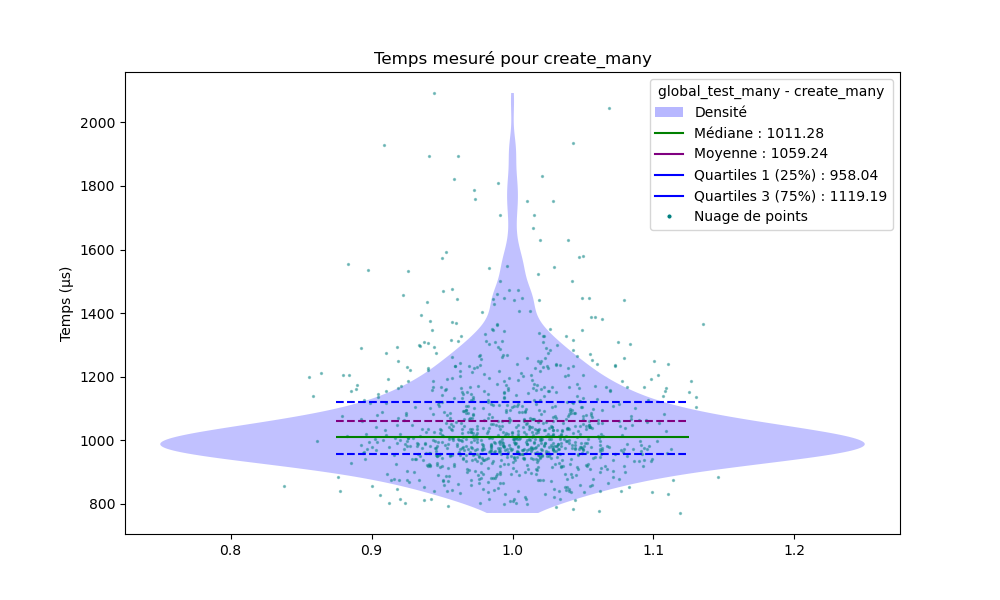 Temps mesuré pour create_many
global_test_many - create_many
Densité
Médiane : 1011.28
Moyenne : 1059.24
Quartiles 1 (25%) : 958.04
Quartiles 3 (75%) : 1119.19
Nuage de points
Temps (µs)
2000
1800
1600
1400
1200
1000
800
0.8 0.9 1.0 1.1 1.2